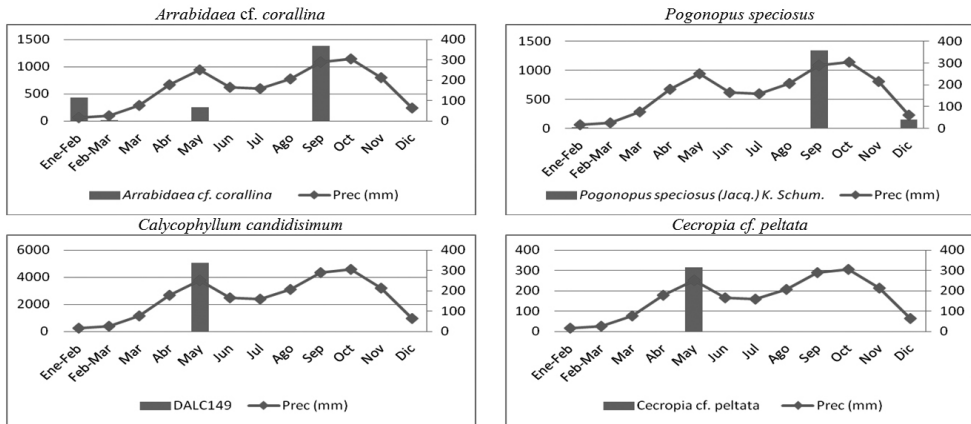 Arrabidaea cf. corallina
1500
1000
500
0
400
300
200
100
0
Ene-Feb
Feb-Mar
Mar
Abr
May
Jun
Jul
Ago
Sep
Oct
Nov
Dic
Arrabidaea cf. corallina Prec (mm)
Pogonopus speciosus
1500
1000
500
0
400
300
200
100
0
Ene-Feb
Feb-Mar
Mar
Abr
May
Jun
Jul
Ago
Sep
Oct
Nov
Dic
Pogonopus speciosus (Jacq.) K. Schum. Prec (mm)
Calycophyllum candidisimum
6000
4000
2000
0
400
300
200
100
0
Ene-Feb
Feb-Mar
Mar
Abr
May
Jun
Jul
Ago
Sep
Oct
Nov
Dic
DALC149 Prec (mm)
Cecropia cf. peltata
400
300
200
100
0
400
300
200
100
0
Ene-Feb
Feb-Mar
Mar
Abr
May
Jun
Jul
Ago
Sep
Oct
Nov
Dic
Cecropia cf. peltata Prec (mm)